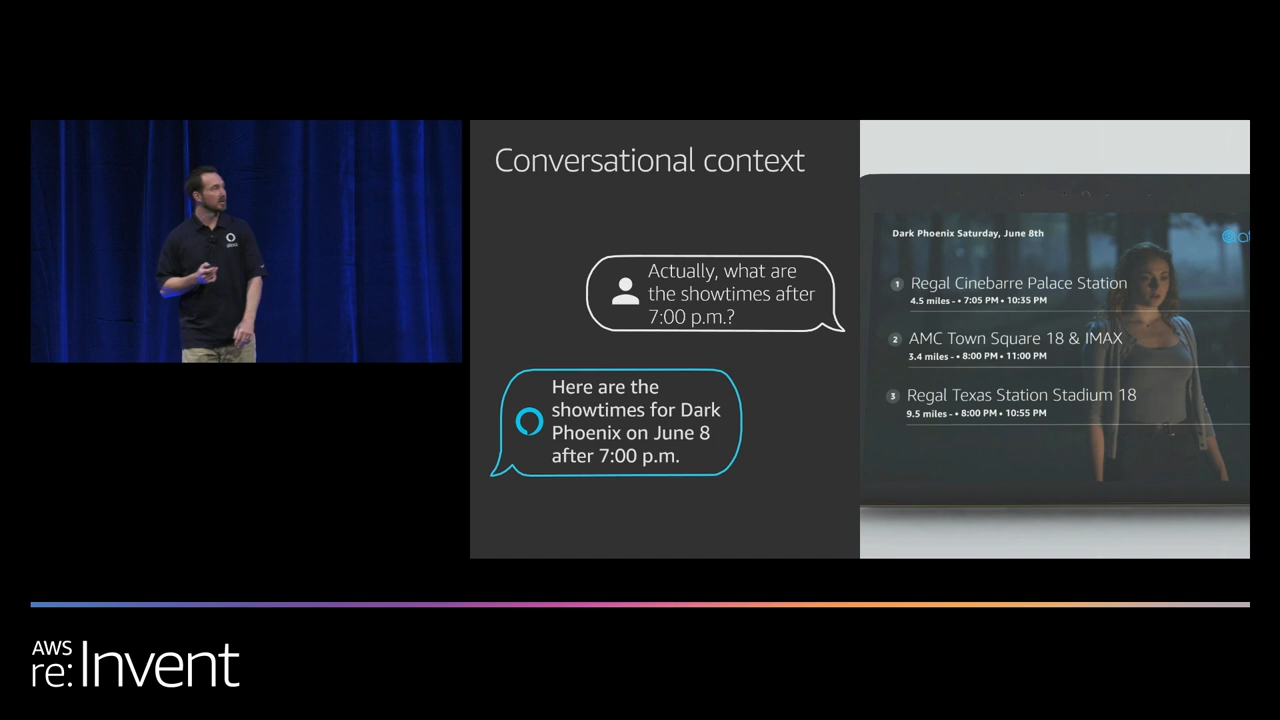 Conversational context
Actually, what are
the showtimes after
7:00 p.m.?
Here are the
showtimes for Dark
Phoenix on June 8
after 7:00 p.m.
Dark Phoenix Saturday, June 8th
1 Regal Cinebarre Palace Station
4.5 miles - • 7:05 PM • 10:35 PM
2 AMC Town Square 18 & IMAX
3.4 miles - • 8:00 PM • 11:00 PM
3 Regal Texas Station Stadium 18
9.5 miles - • 8:00 PM • 10:55 PM
AWS
re:Invent